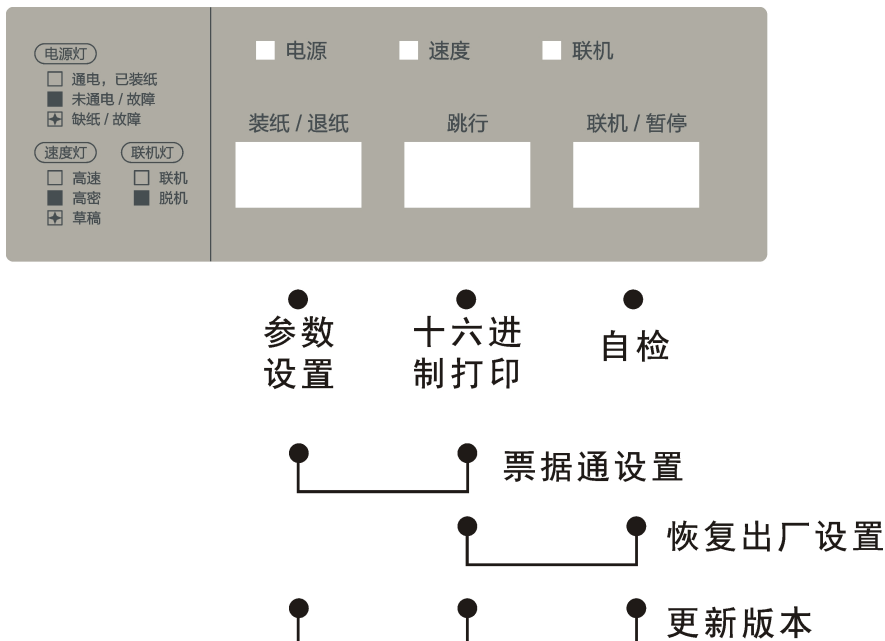 电源灯
通电，已装纸
未通电 / 故障
缺纸 / 故障
速度灯 联机灯
高速 联机
高密 脱机
草稿
电源 速度 联机
装纸 / 退纸 跳行 联机 / 暂停
参数 十六进 自检
设置 制打印
票据通设置
恢复出厂设置
更新版本